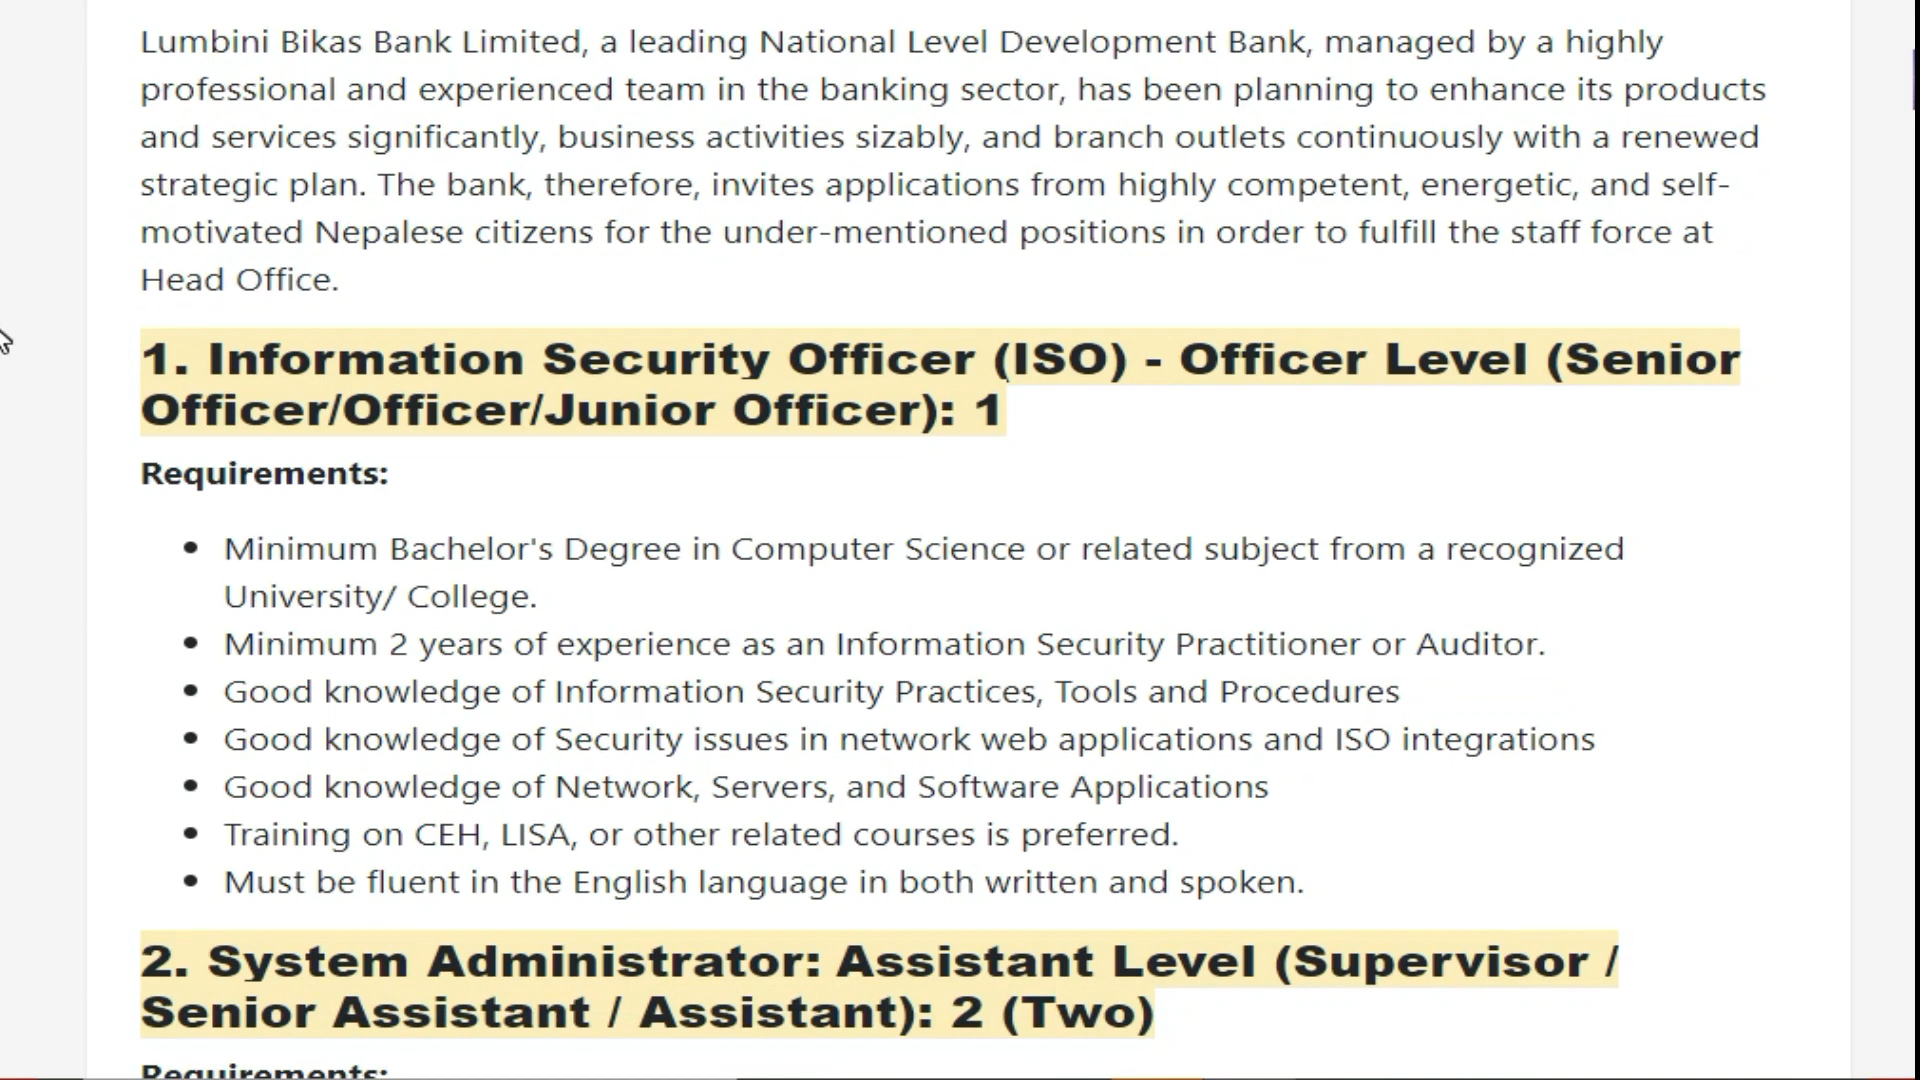 Lumbini Bikas Bank Limited, a leading National Level Development Bank, managed by a highly
professional and experienced team in the banking sector, has been planning to enhance its products
and services significantly, business activities sizably, and branch outlets continuously with a renewed
strategic plan. The bank, therefore, invites applications from highly competent, energetic, and self-
motivated Nepalese citizens for the under-mentioned positions in order to fulfill the staff force at
Head Office.
1. Information Security Officer (ISO) - Officer Level (Senior
Officer/Officer/Junior Officer): 1
Requirements:
• Minimum Bachelor's Degree in Computer Science or related subject from a recognized
University/ College.
• Minimum 2 years of experience as an Information Security Practitioner or Auditor.
• Good knowledge of Information Security Practices, Tools and Procedures
• Good knowledge of Security issues in network web applications and ISO integrations
• Good knowledge of Network, Servers, and Software Applications
• Training on CEH, LISA, or other related courses is preferred.
• Must be fluent in the English language in both written and spoken.
2. System Administrator: Assistant Level (Supervisor /
Senior Assistant / Assistant): 2 (Two)
Requirements: